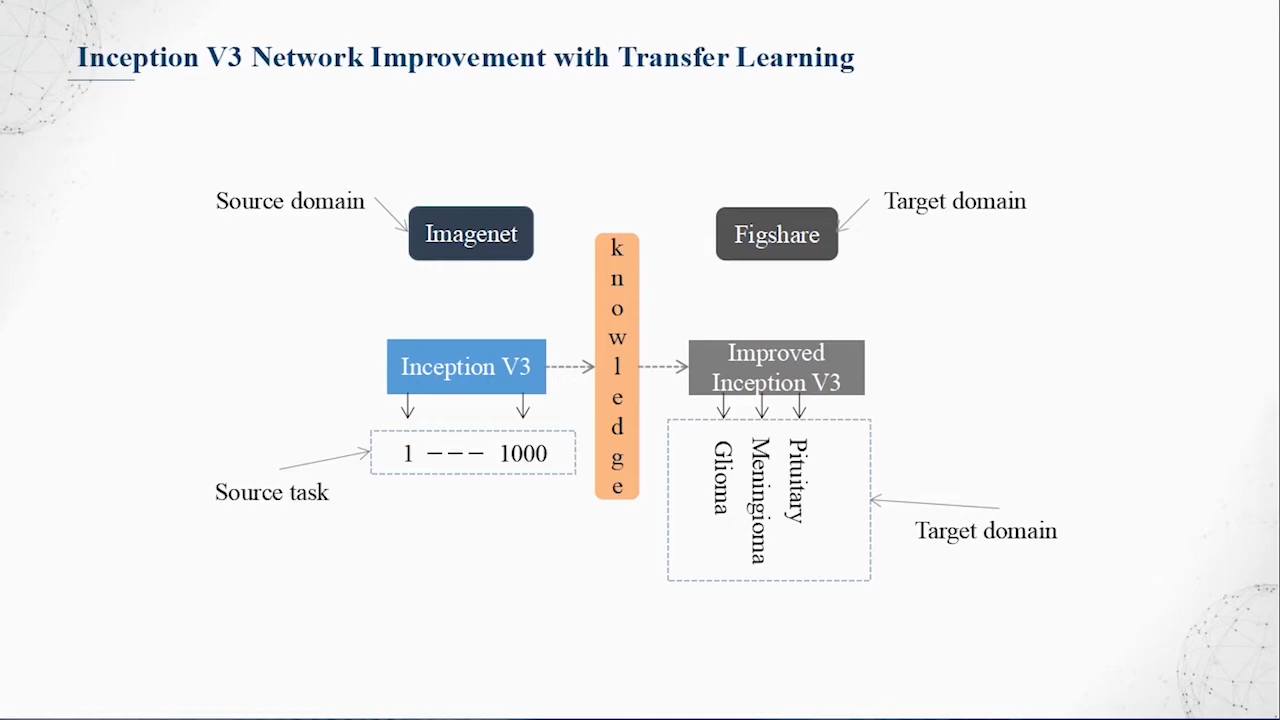 Inception V3 Network Improvement with Transfer Learning
Source domain
Imagenet
knowledge
Figshare
Target domain
Inception V3
Improved
Inception V3
1 --- 1000
Source task
Glioma
Meningioma
Pituitary
Target domain